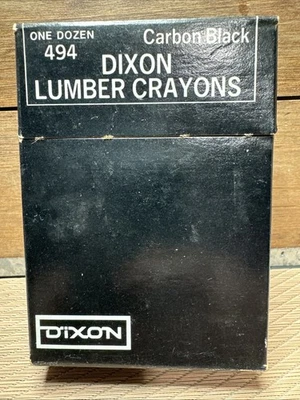 ONE DOZEN Carbon Black
494
DIXON
LUMBER CRAYONS
DIXON